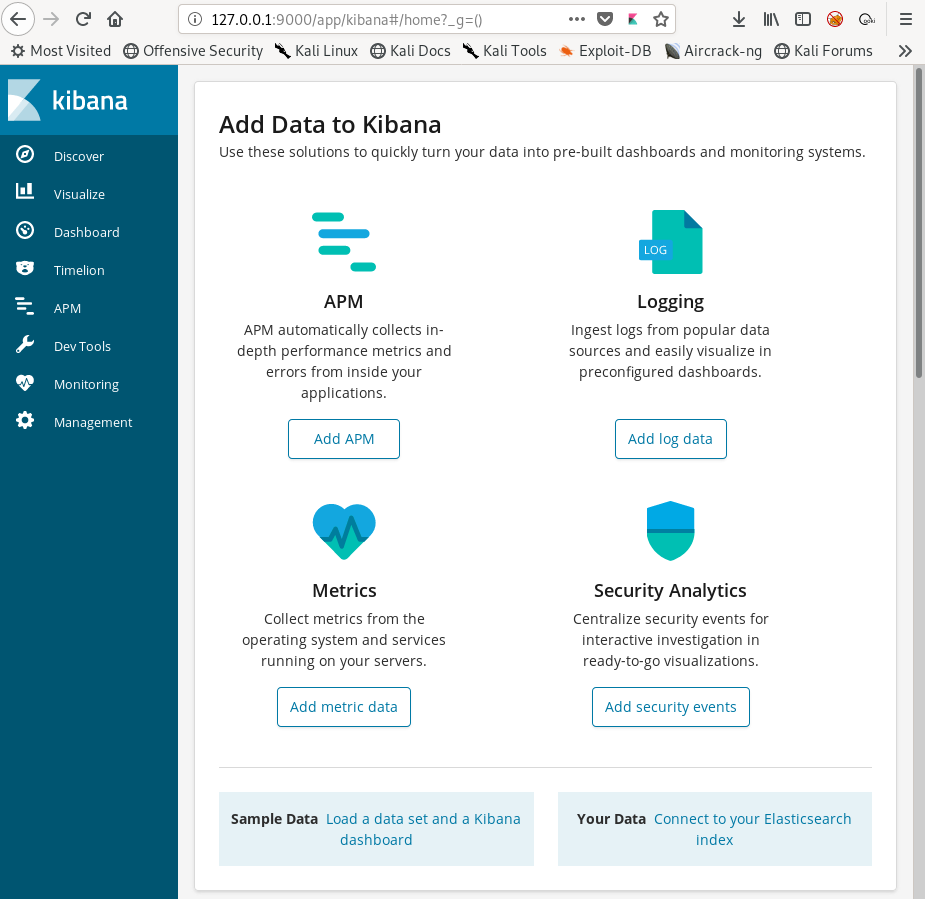 127.0.0.1:9000/app/kibana#/home?_g=()
Most Visited Offensive Security Kali Linux Kali Docs Kali Tools Exploit-DB Aircrack-ng Kali Forums
kibana
Discover
Visualize
Dashboard
Timelion
APM
Dev Tools
Monitoring
Management
Add Data to Kibana
Use these solutions to quickly turn your data into pre-built dashboards and monitoring systems.
APM
APM automatically collects in-
depth performance metrics and
errors from inside your
applications.
Add APM
LOG
Logging
Ingest logs from popular data
sources and easily visualize in
preconfigured dashboards.
Add log data
Metrics
Collect metrics from the
operating system and services
running on your servers.
Add metric data
Security Analytics
Centralize security events for
interactive investigation in
ready-to-go visualizations.
Add security events
Sample Data Load a data set and a Kibana
dashboard
Your Data Connect to your Elasticsearch
index